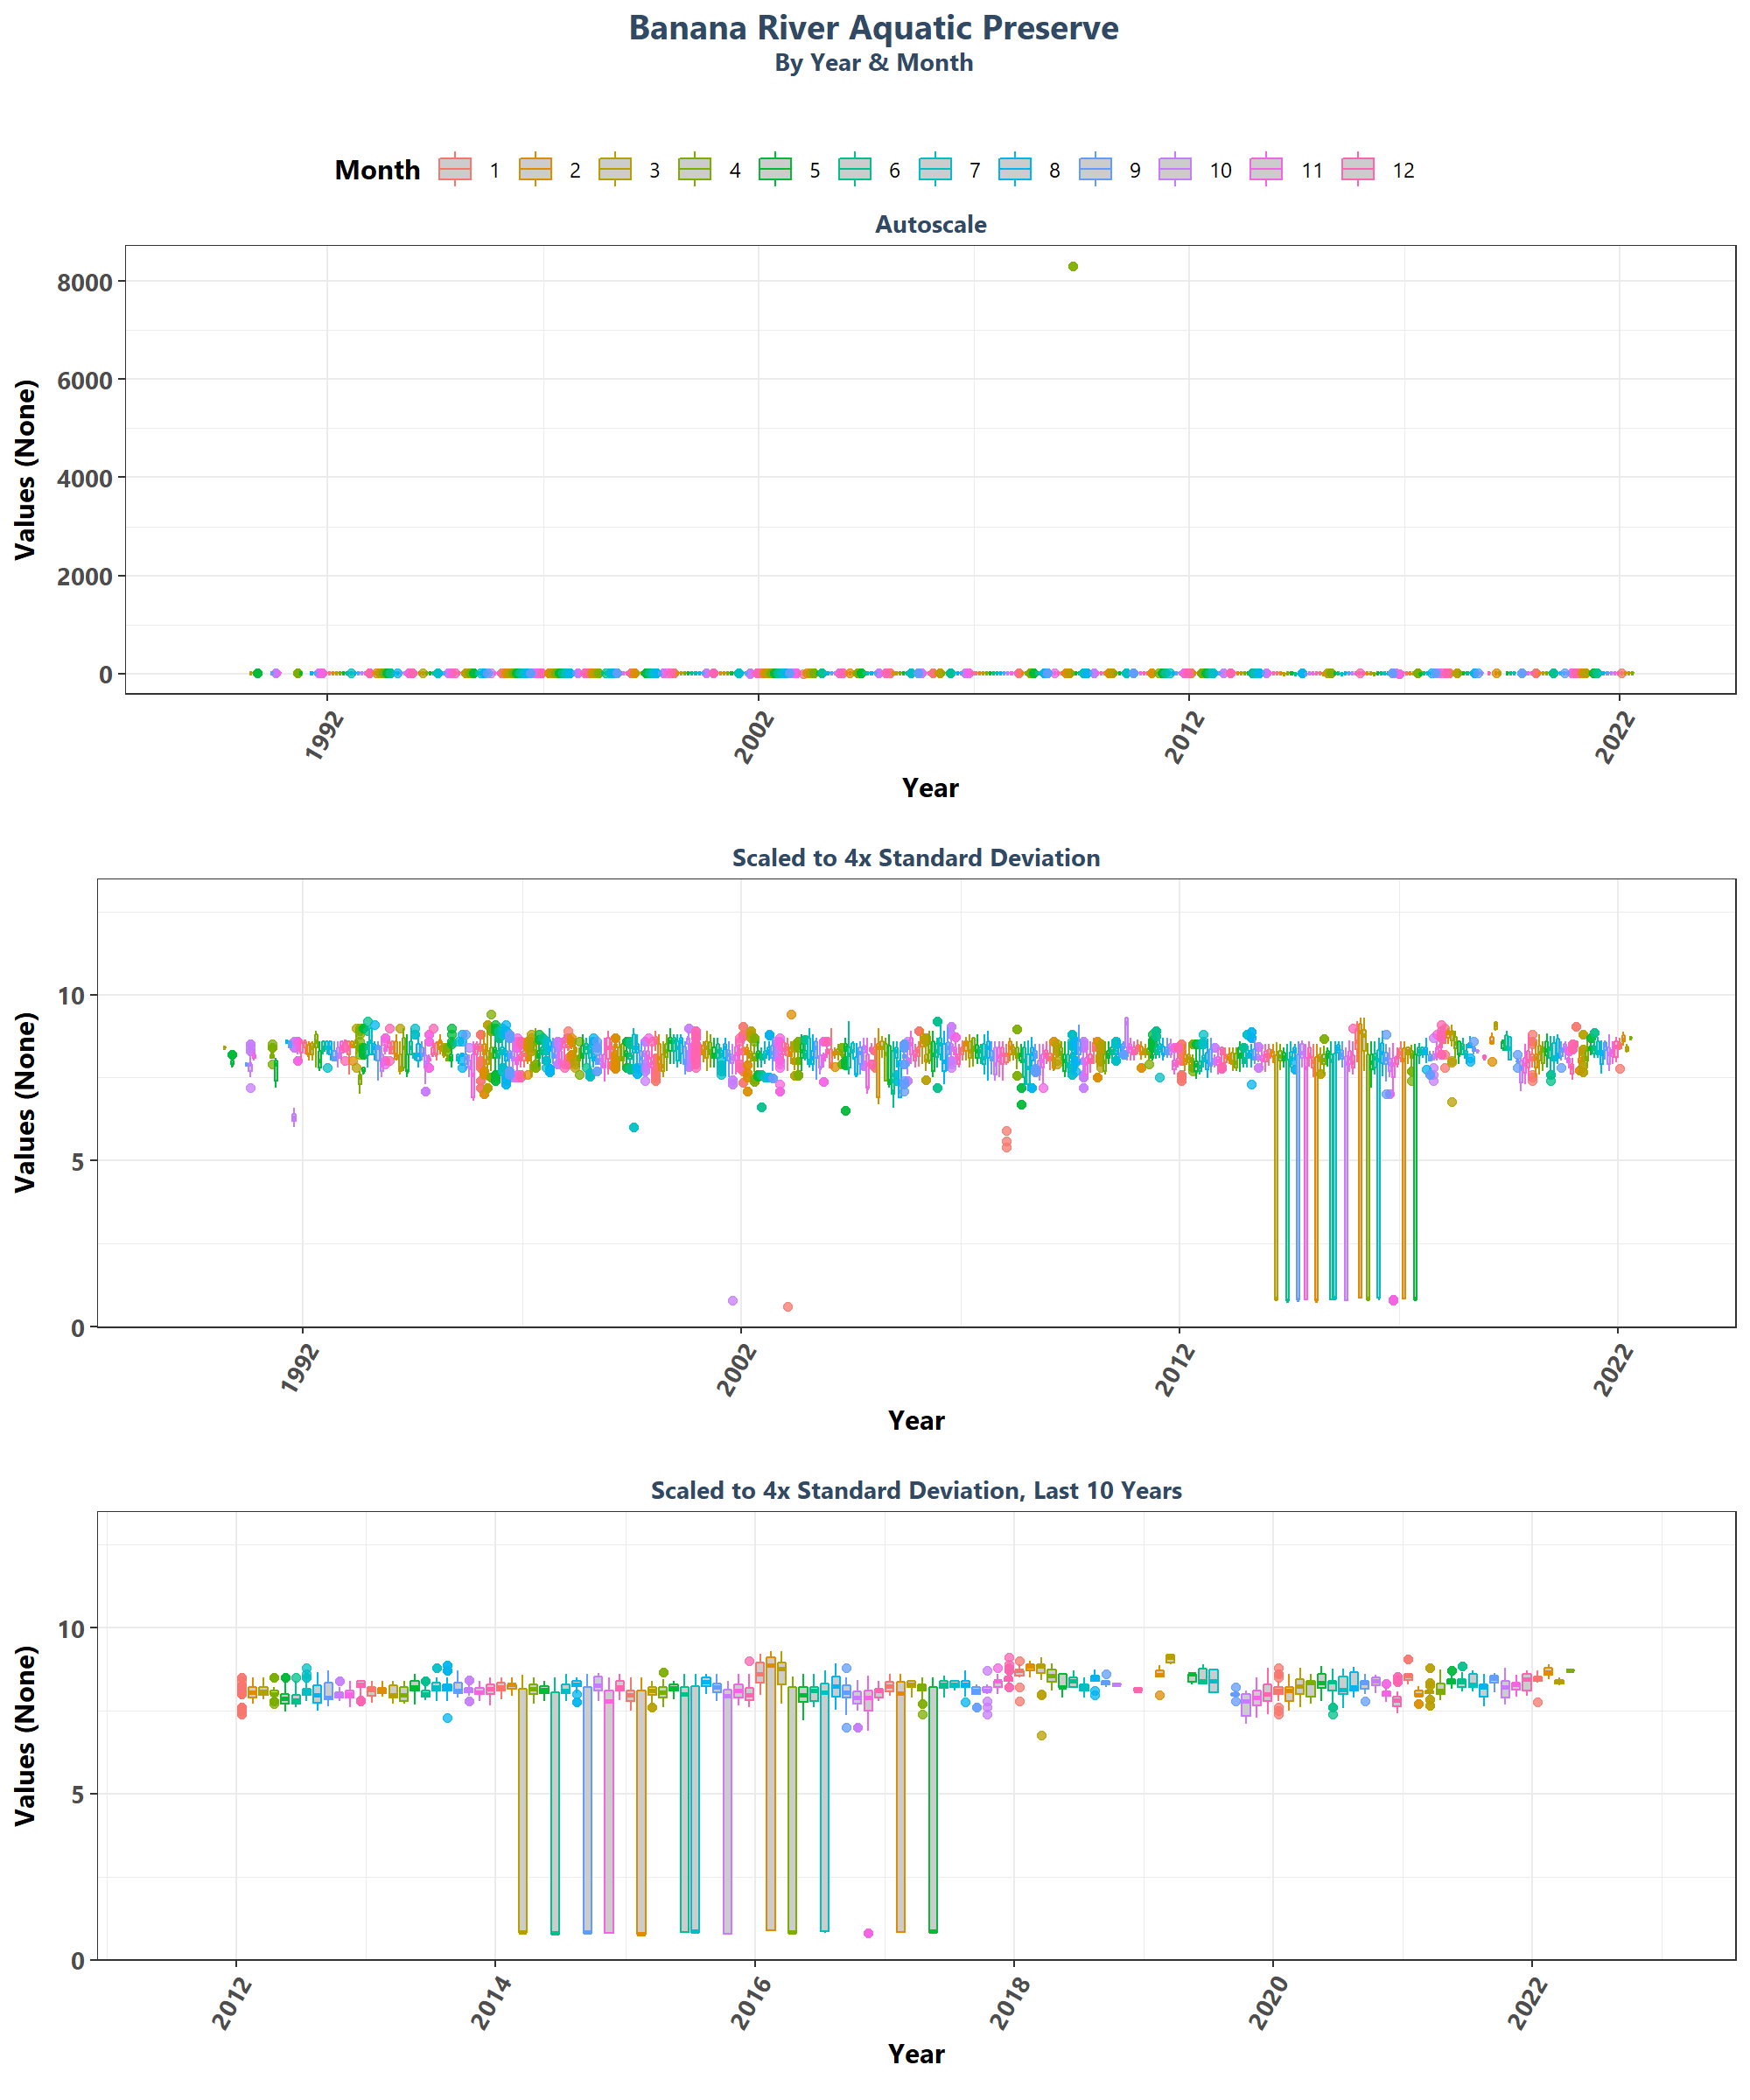 Banana River Aquatic Preserve
By Year & Month
Month 1 2 3 4 5 6 7 8 9 10 11 12
Autoscale
Values (None)
8000
6000
4000
2000
0
1992 2002 2012 2022
Year
Scaled to 4x Standard Deviation
Values (None)
10
5
0
1992 2002 2012 2022
Year
Scaled to 4x Standard Deviation, Last 10 Years
Values (None)
10
5
0
2012 2014 2016 2018 2020 2022
Year